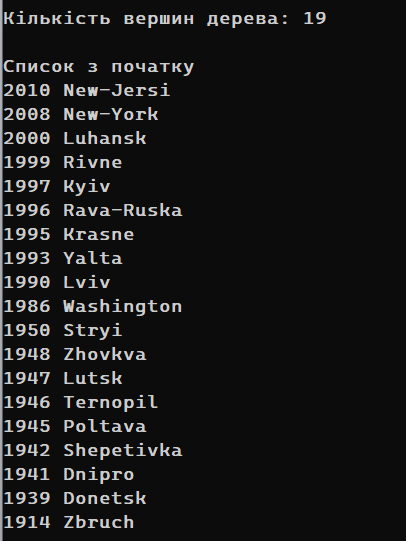 Кількість вершин дерева: 19
Список з початку
2010 New-Jersi
2008 New-York
2000 Luhansk
1999 Rivne
1997 Kyiv
1996 Rava-Ruska
1995 Krasne
1993 Yalta
1990 Lviv
1986 Washington
1950 Stryi
1948 Zhovkva
1947 Lutsk
1946 Ternopil
1945 Poltava
1942 Shepetivka
1941 Dnipro
1939 Donetsk
1914 Zbruch